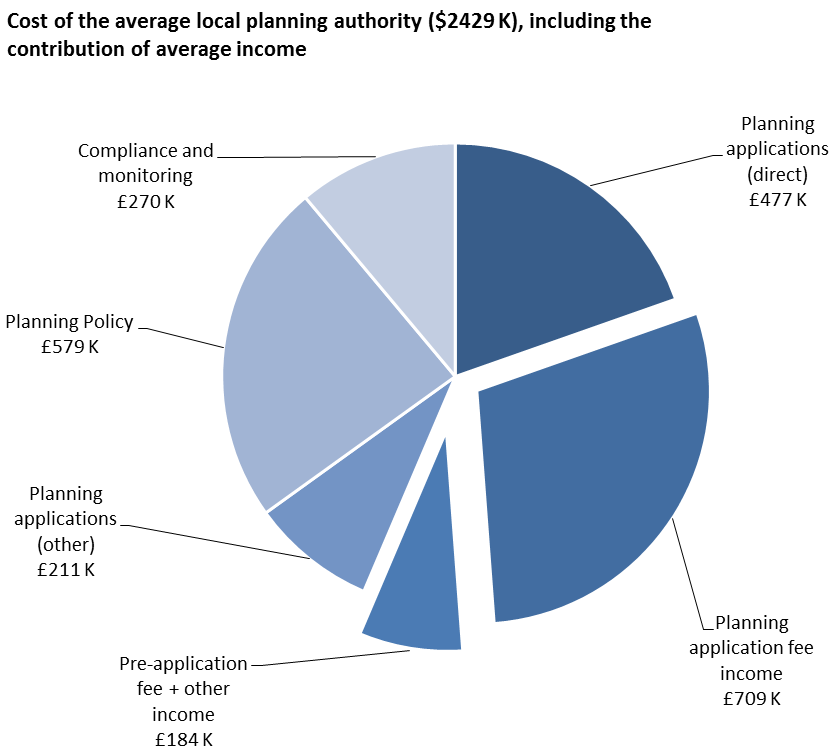 Cost of the average local planning authority ($2429 K), including the
contribution of average income
Planning
applications
(direct)
£477 K
Compliance and
monitoring
£270 K
Planning Policy
£579 K
Planning
applications
(other)
£211 K
Planning
application fee
income
£709 K
Pre-application
fee + other
income
£184 K